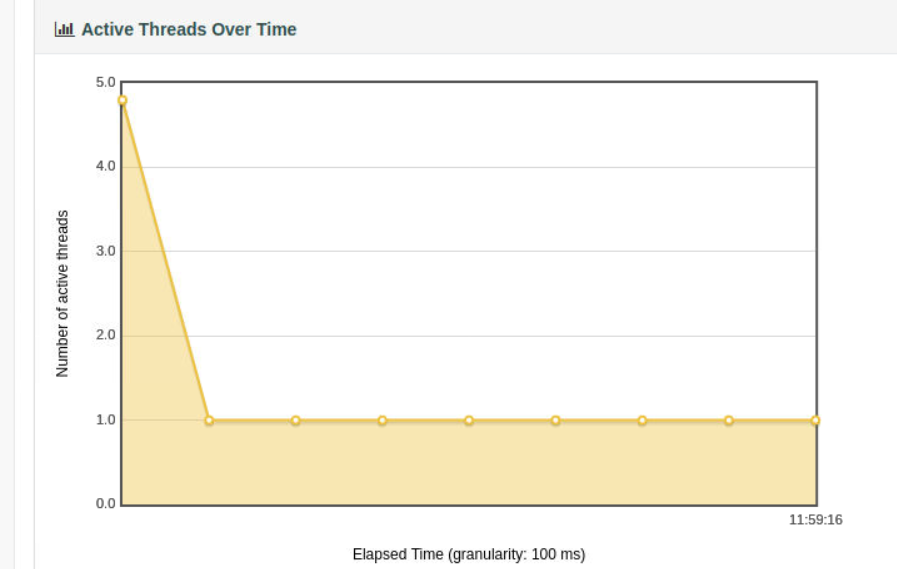 Active Threads Over Time
5.0
4.0
3.0
2.0
1.0
0.0
Number of active threads
11:59:16
Elapsed Time (granularity: 100 ms)